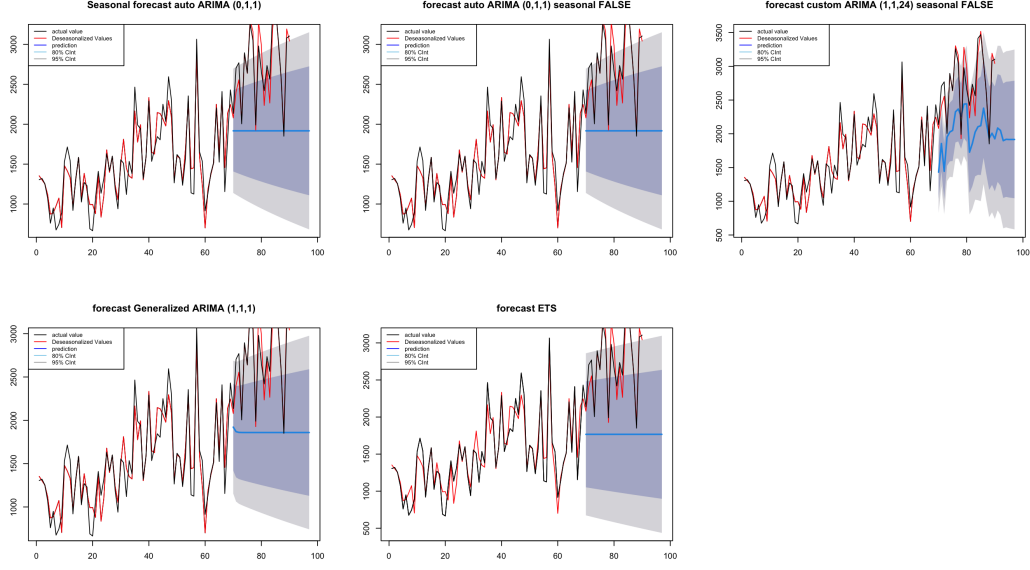 Seasonal forecast auto ARIMA (0,1,1)
actual value
Deseasonalized Values
prediction
80% CInt
95% CInt
3000
2500
2000
1500
1000
0 20 40 60 80 100
forecast auto ARIMA (0,1,1) seasonal FALSE
actual value
Deseasonalized Values
prediction
80% CInt
95% CInt
3000
2500
2000
1500
1000
0 20 40 60 80 100
forecast custom ARIMA (1,1,24) seasonal FALSE
actual value
Deseasonalized Values
prediction
80% CInt
95% CInt
3500
3000
2500
2000
1500
1000
500
0 20 40 60 80 100
forecast Generalized ARIMA (1,1,1)
actual value
Deseasonalized Values
prediction
80% CInt
95% CInt
3000
2500
2000
1500
1000
0 20 40 60 80 100
forecast ETS
actual value
Deseasonalized Values
prediction
80% CInt
95% CInt
3000
2500
2000
1500
1000
500
0 20 40 60 80 100